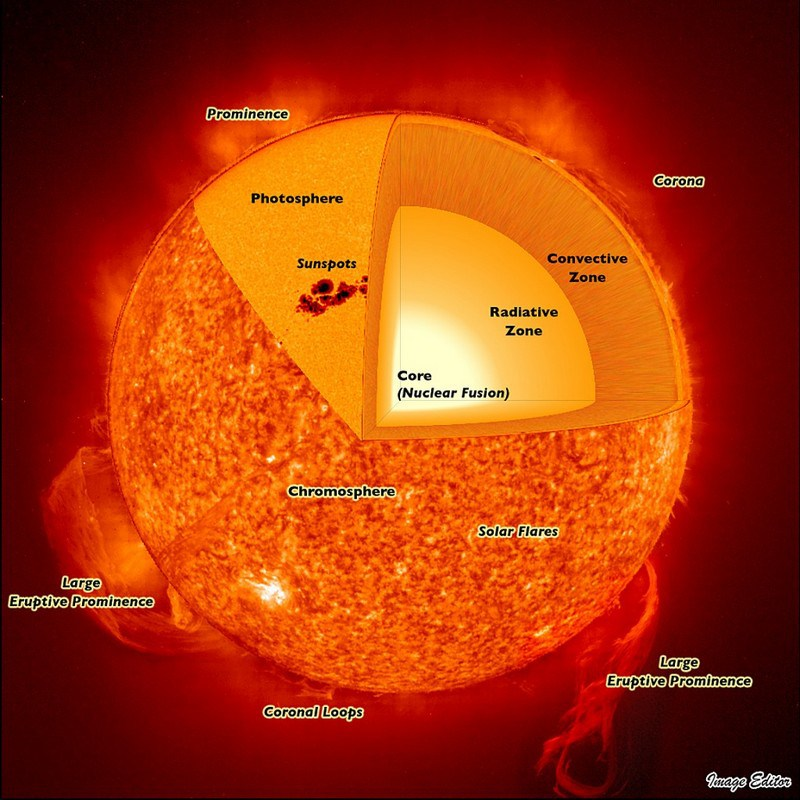 Prominence
Corona
Photosphere
Sunspots
Convective
Zone
Radiative
Zone
Core
(Nuclear Fusion)
Chromosphere
Solar Flares
Large
Eruptive Prominence
Large
Eruptive Prominence
Coronal Loops
Image Editor